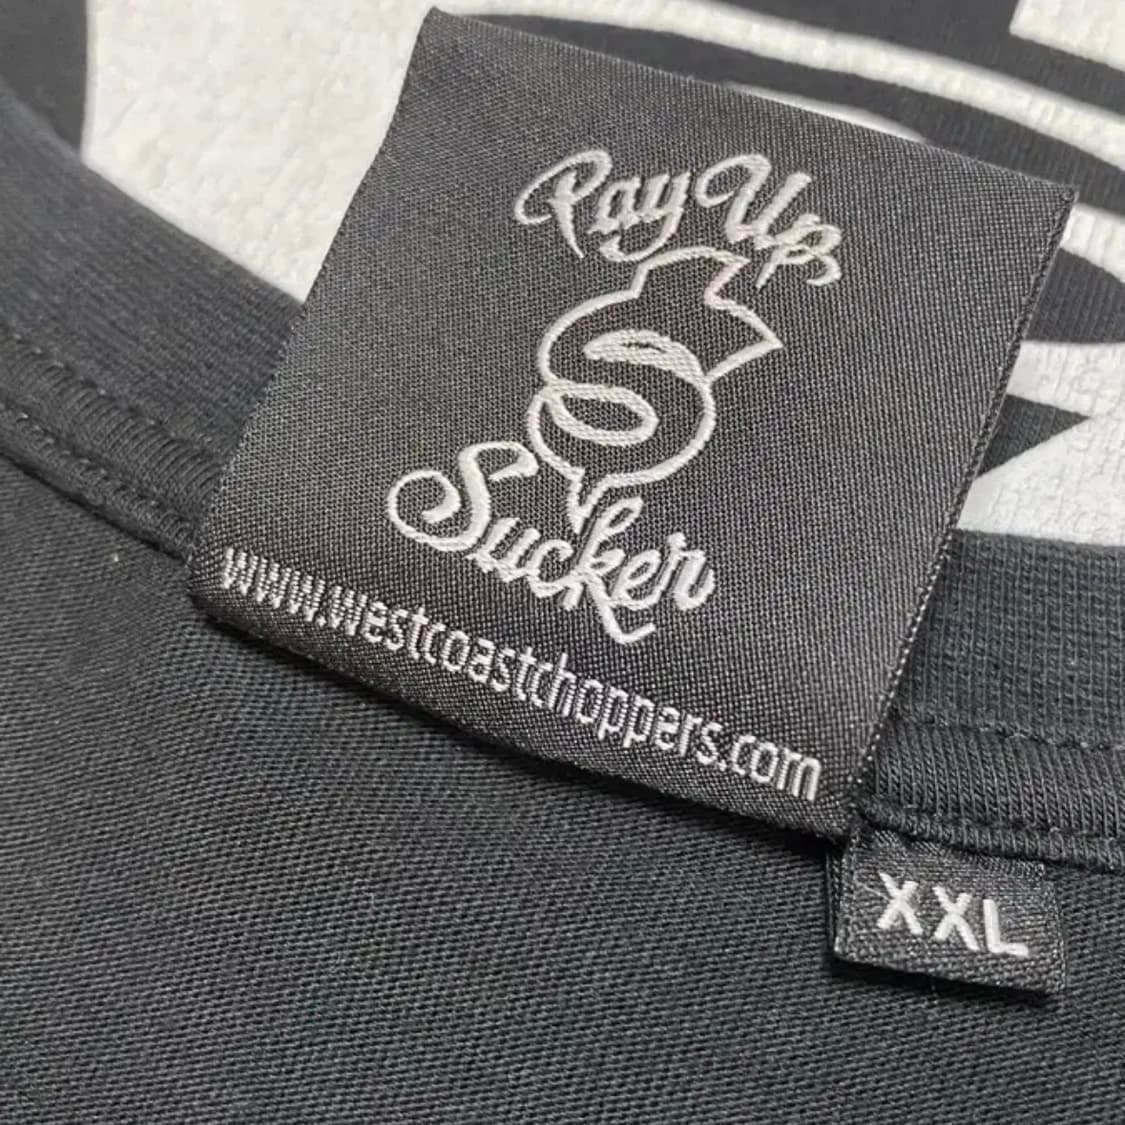 Pay Up
$
Sucker
www.westcoastchoppers.com
XXL